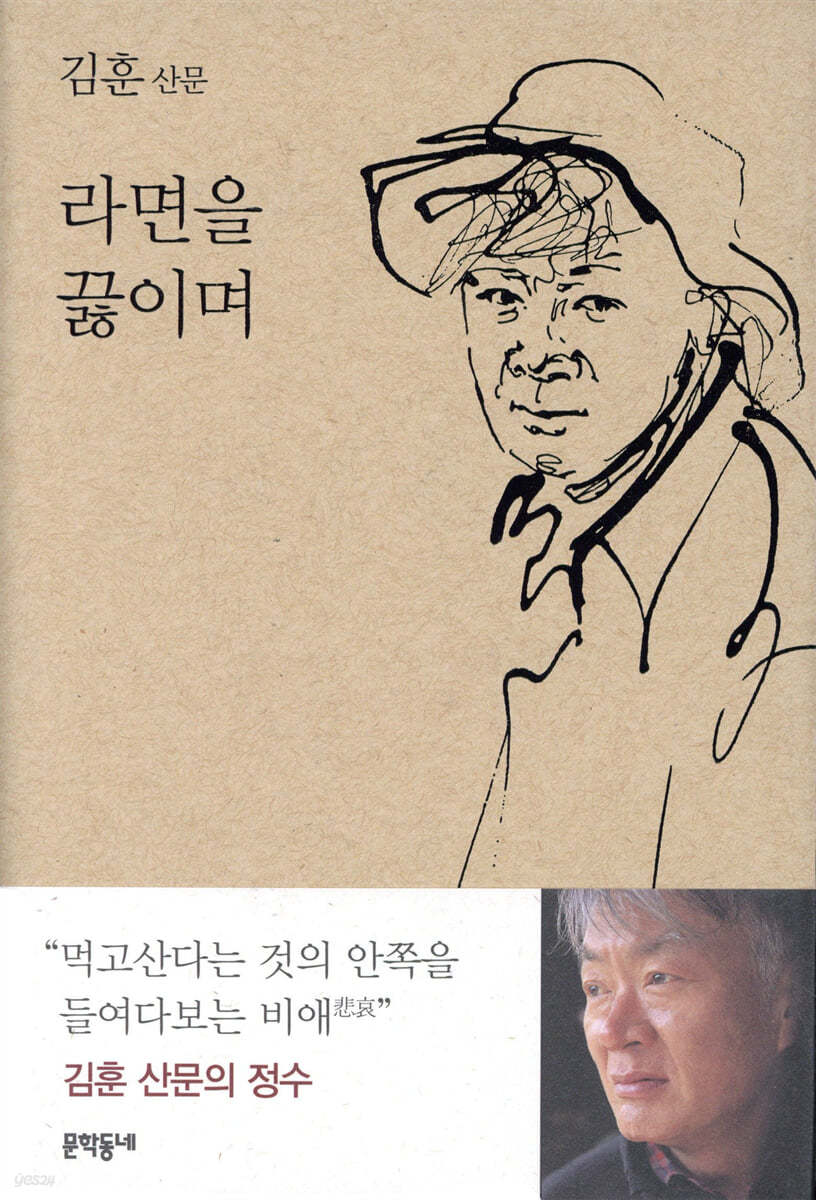 김훈 산문
라면을
끓이며
“먹고산다는 것의 안쪽을
들여다보는 비애悲哀”
김훈 산문의 정수
문학동네
yes24